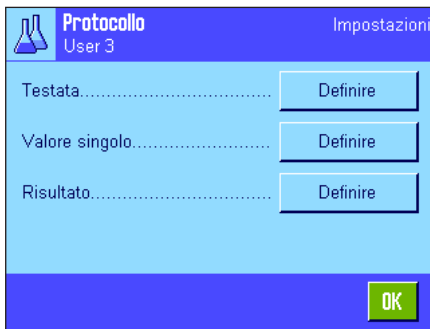 Protocollo
Impostazioni
User 3
Testata.................................. Definire
Valore singolo........................ Definire
Risultato................................ Definire
OK